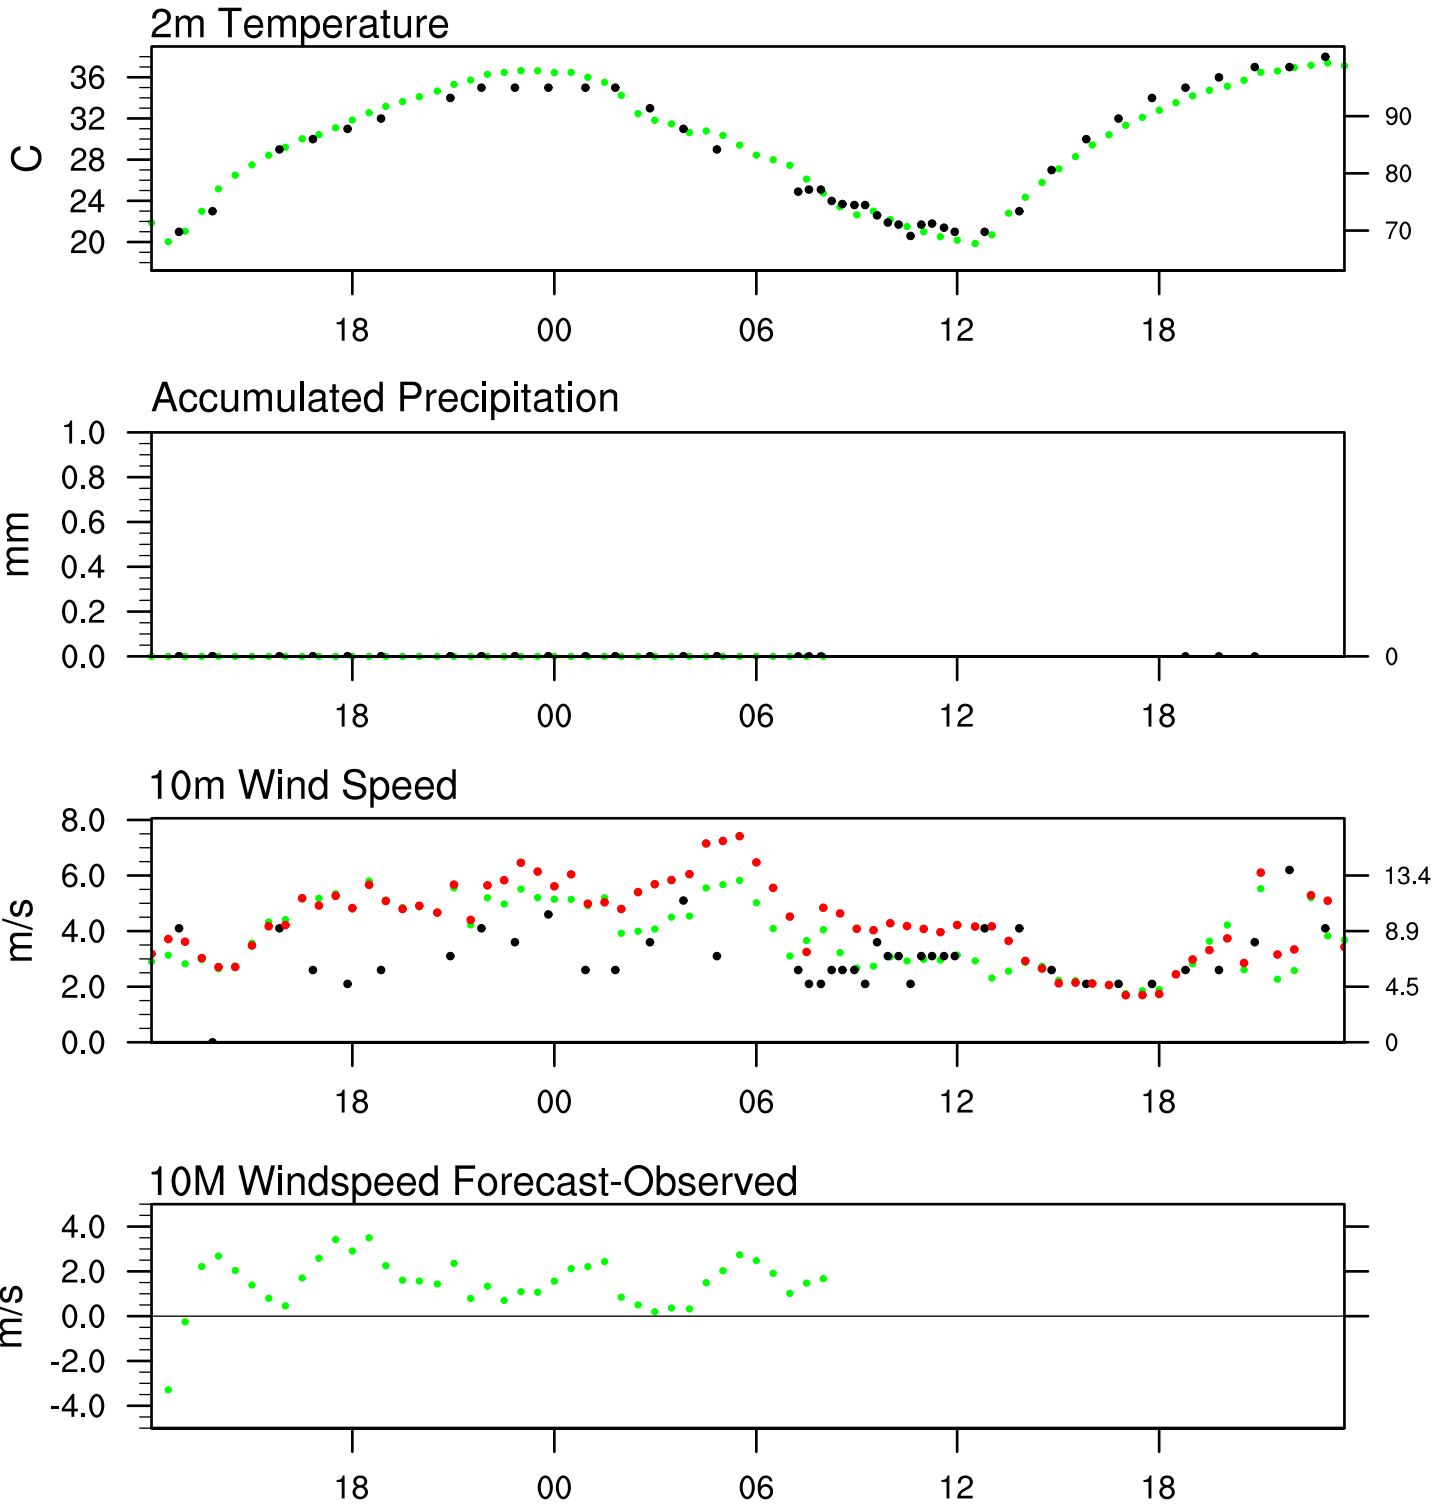 2m Temperature
36
32
28
24
20
C
90
80
70
18 00 06 12 18
Accumulated Precipitation
1.0
0.8
0.6
0.4
0.2
0.0
mm
0
18 00 06 12 18
10m Wind Speed
8.0
6.0
4.0
2.0
0.0
m/s
13.4
8.9
4.5
0
18 00 06 12 18
10M Windspeed Forecast-Observed
4.0
2.0
0.0
-2.0
-4.0
m/s
18 00 06 12 18